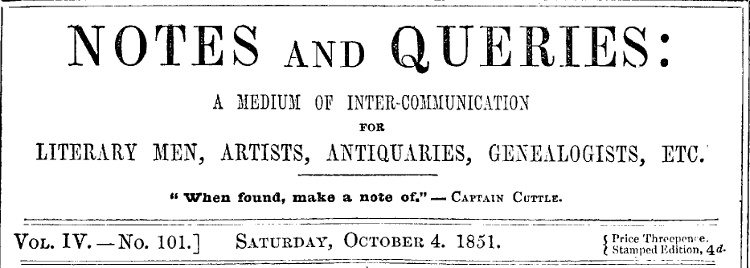 NOTES AND QUERIES:
A MEDIUM OF INTER-COMMUNICATION
FOR
LITERARY MEN, ARTISTS, ANTIQUARIES, GENEALOGISTS, ETC.
"When found, make a note of." — CAPTAIN CUTTLE.
VOL. IV. — No. 101.] SATURDAY, OCTOBER 4. 1851. { Price Threepence.
{ Stamped Edition, 4d.